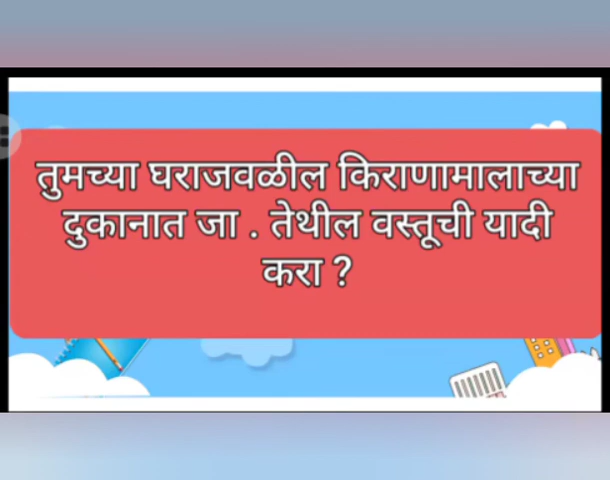 तुमच्या घराजवळील किराणामालाच्या
दुकानात जा . तेथील वस्तूची यादी
करा ?